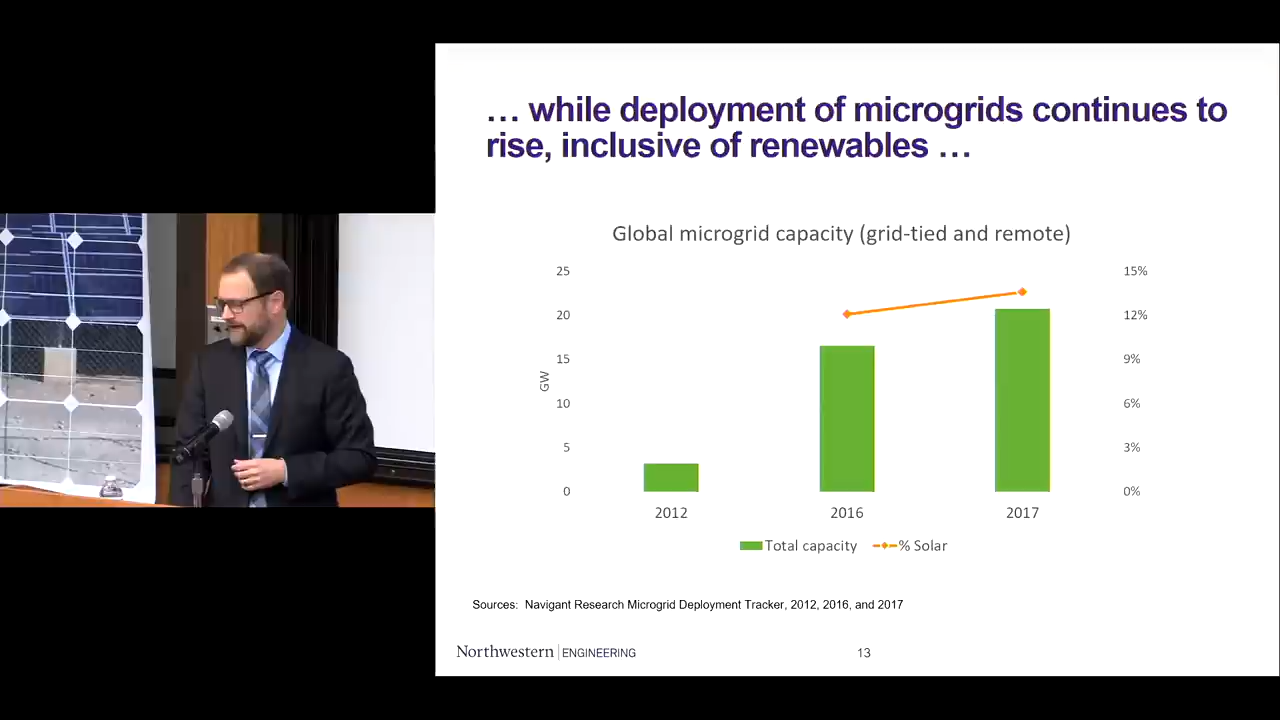 … while deployment of microgrids continues to
rise, inclusive of renewables …
Global microgrid capacity (grid-tied and remote)
25
20
15
10
5
0
GW
15%
12%
9%
6%
3%
0%
2012
2016
2017
Total capacity
% Solar
Sources: Navigant Research Microgrid Deployment Tracker, 2012, 2016, and 2017
Northwestern | ENGINEERING
13